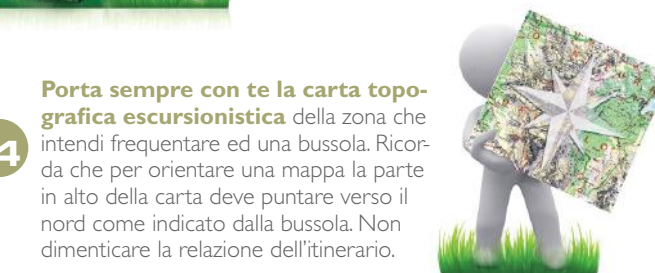 4
Porta sempre con te la carta topo-
grafica escursionistica della zona che
intendi frequentare ed una bussola. Ricor-
da che per orientare una mappa la parte
in alto della carta deve puntare verso il
nord come indicato dalla bussola. Non
dimenticare la relazione dell’itinerario.